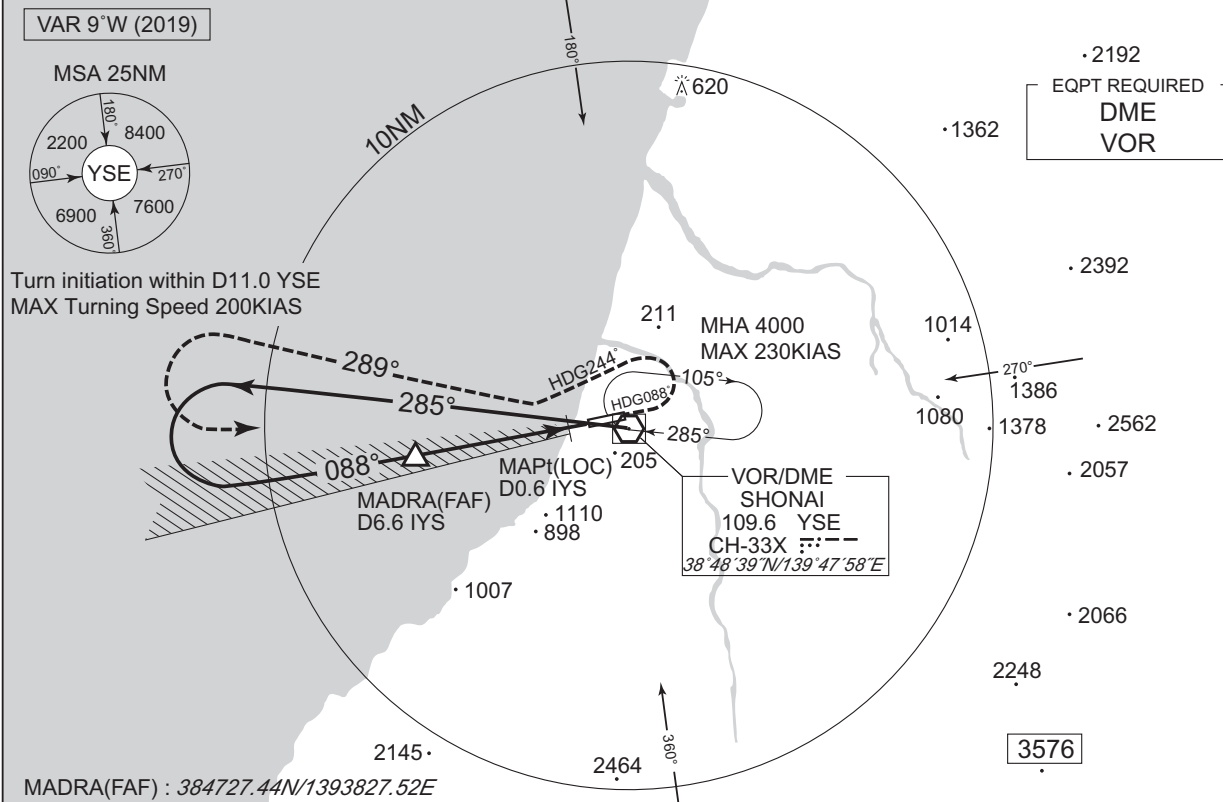 VAR 9°W (2019)
MSA 25NM
180°
2200
8400
090°
YSE
270°
6900
7600
360°
Turn initiation within D11.0 YSE
MAX Turning Speed 200KIAS
180°
10NM
620
2192
EQPT REQUIRED
DME
VOR
1362
2392
211
MHA 4000
MAX 230KIAS
1014
289°
HDG244°
105°
270°
1386
285°
HDG088°
1080
285°
1378
2562
205
088°
MAPt(LOC)
D0.6 IYS
MADRA(FAF)
D6.6 IYS
1110
898
VOR/DME
SHONAI
109.6 YSE
CH-33X
38°48′39″N/139°47′58″E
2057
1007
2066
2248
360°
3576
2145
2464
MADRA(FAF) : 384727.44N/1393827.52E